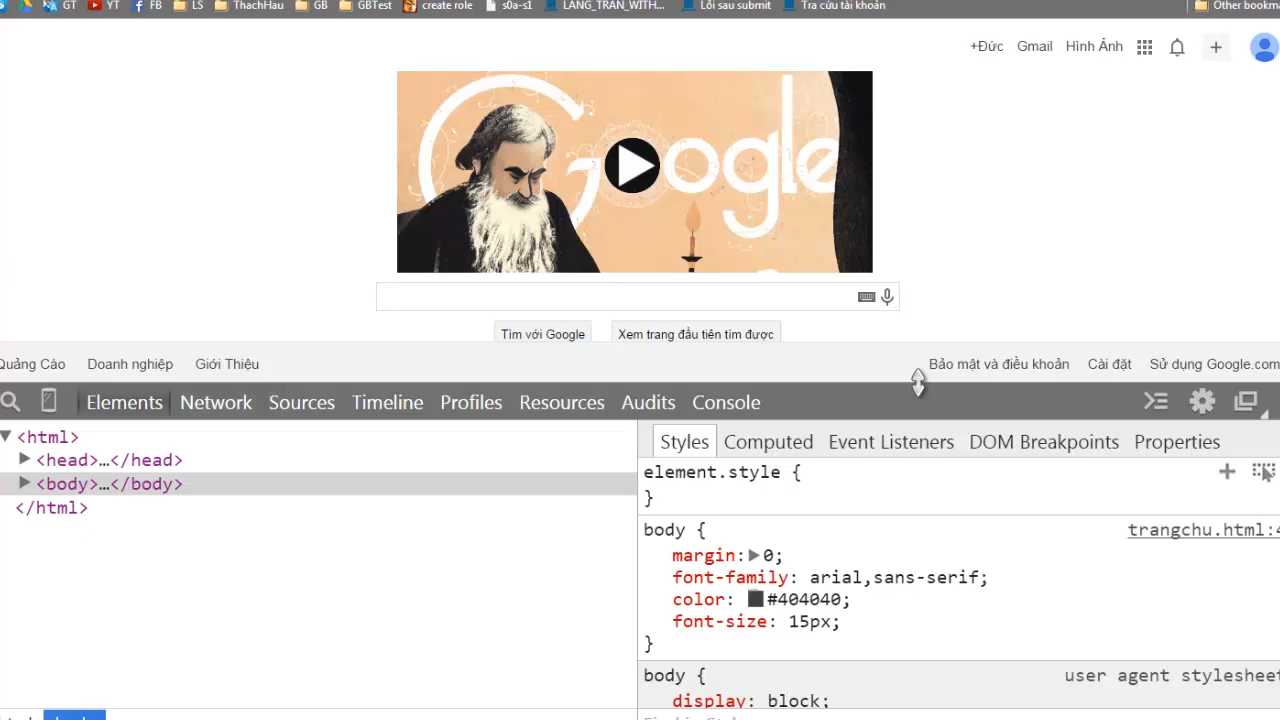 GT YT FB LS ThachHau GB GBTest create role s0a-s1 LANG_TRAN_WITH... Lỗi sau submit Tra cứu tài khoản Other bookma
+Đức Gmail Hình Ảnh
Google
Tìm với Google Xem trang đầu tiên tìm được
Quảng Cáo Doanh nghiệp Giới Thiệu Bảo mật và điều khoản Cài đặt Sử dụng Google.com
Elements Network Sources Timeline Profiles Resources Audits Console
<html>
<head>…</head>
<body>…</body>
</html>
Styles Computed Event Listeners DOM Breakpoints Properties
element.style {
}
body { trangchu.html:4
margin: 0;
font-family: arial,sans-serif;
color: #404040;
font-size: 15px;
}
body { user agent stylesheet
display: block;